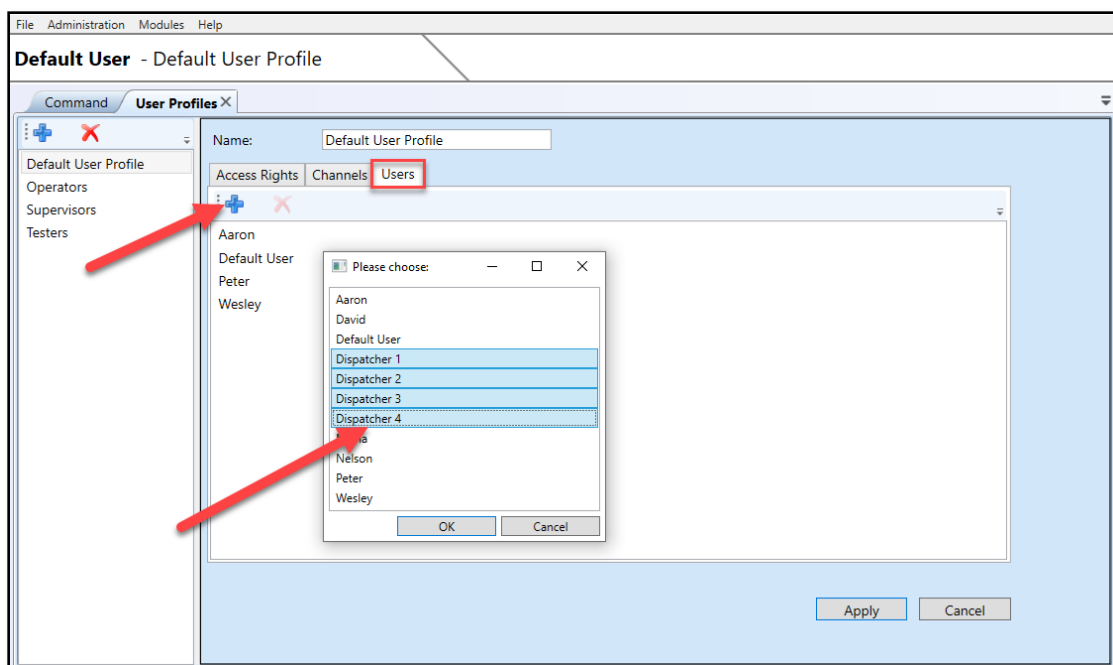 File Administration Modules Help
Default User - Default User Profile
Command User Profiles
Default User Profile
Operators
Supervisors
Testers
Name: Default User Profile
Access Rights Channels Users
Aaron
Default User
Peter
Wesley
Please choose:
Aaron
David
Default User
Dispatcher 1
Dispatcher 2
Dispatcher 3
Dispatcher 4
Nelson
Peter
Wesley
OK Cancel
Apply Cancel